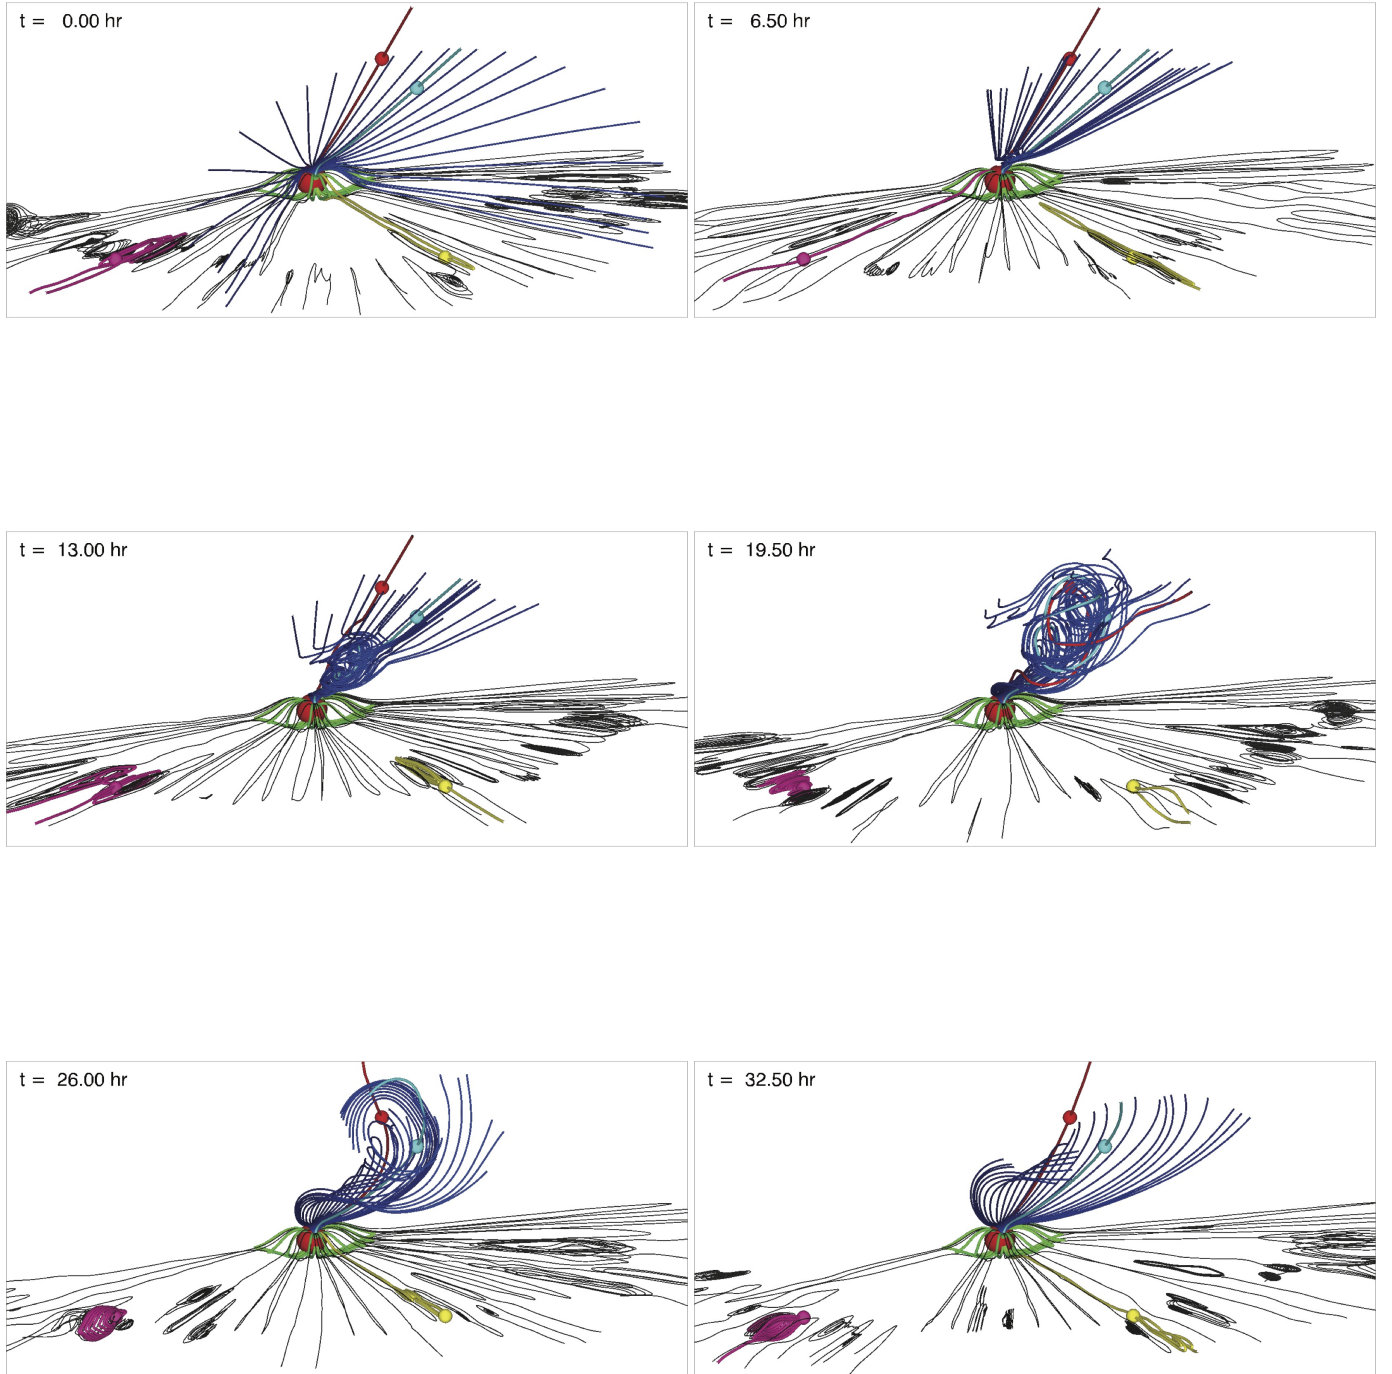 t = 0.00 hr
t = 6.50 hr
t = 13.00 hr
t = 19.50 hr
t = 26.00 hr
t = 32.50 hr